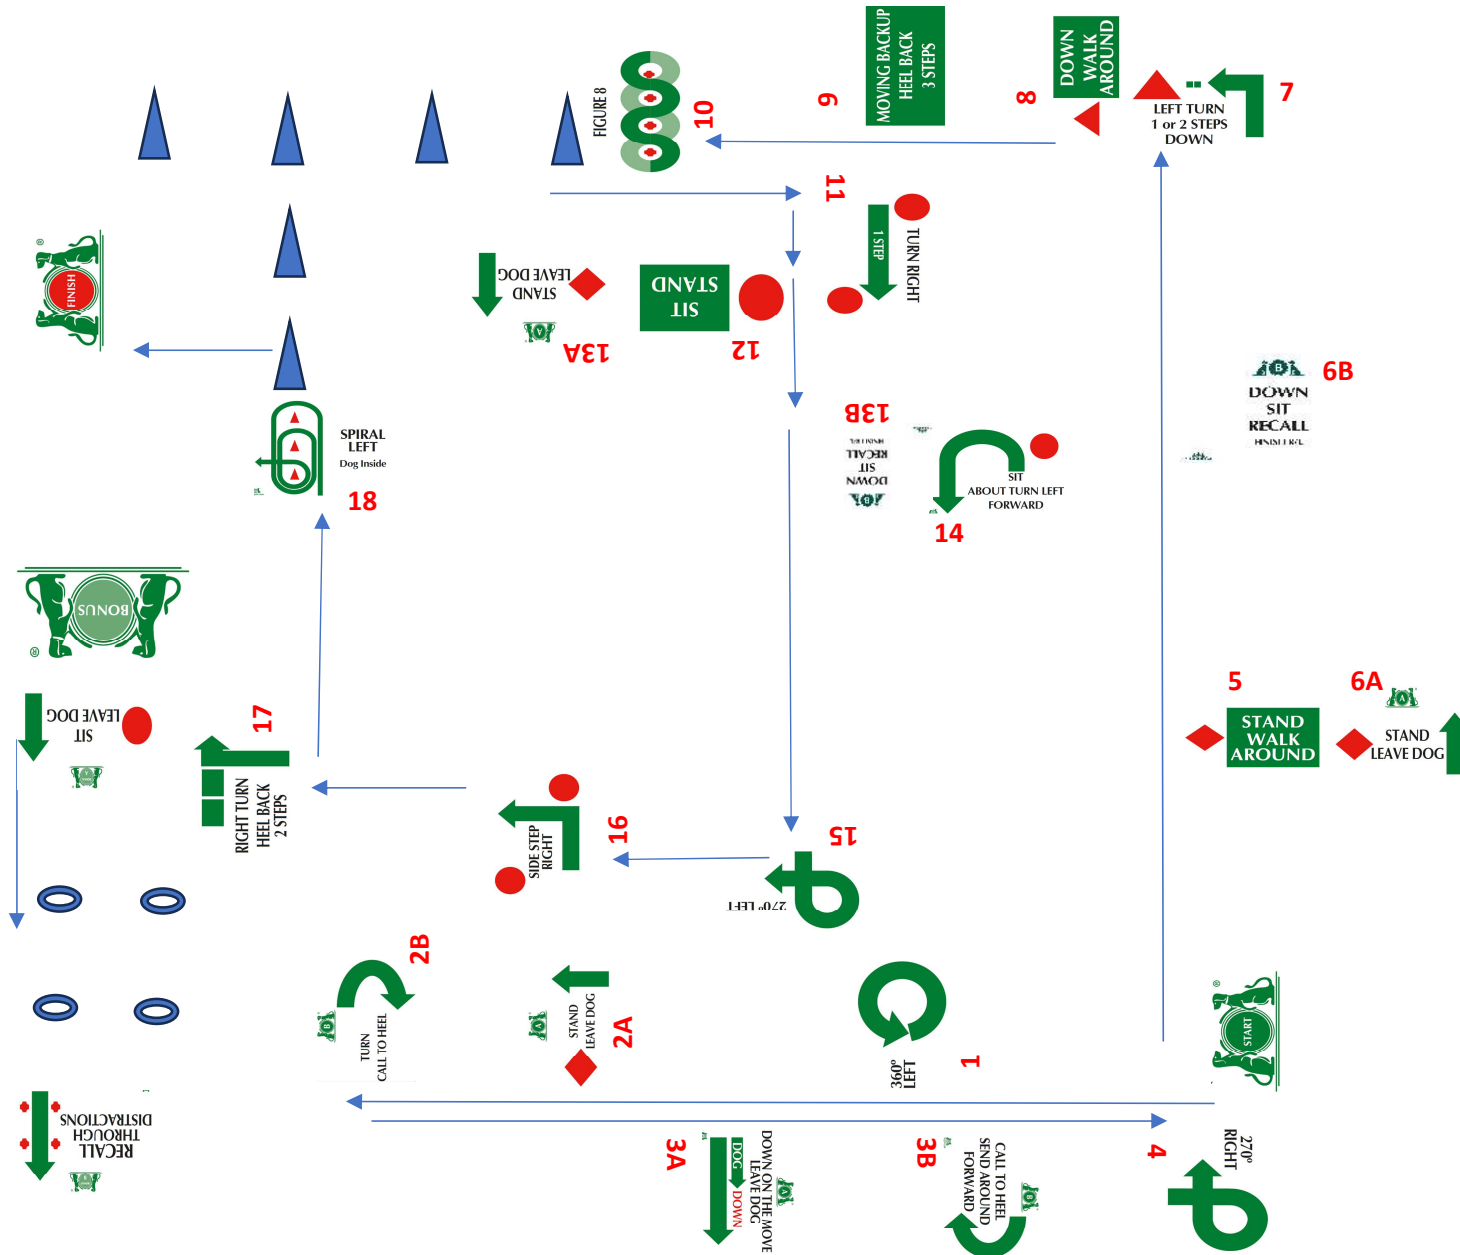 START
1
360º
LEFT
2A
STAND
LEAVE DOG
A
2B
TURN
CALL TO HEEL
B
3A
DOWN ON THE MOVE
LEAVE DOG
DOG
DOWN
A
3B
CALL TO HEEL
SEND AROUND
FORWARD
B
4
270º
RIGHT
5
STAND
WALK
AROUND
6A
A
STAND
LEAVE DOG
6B
B
DOWN
SIT
RECALL
7
LEFT TURN
1 or 2 STEPS
DOWN
8
DOWN
WALK
AROUND
9
MOVING BACKUP
HEEL BACK
3 STEPS
10
FIGURE 8
11
1 STEP
TURN RIGHT
12
SIT
STAND
13A
STAND
LEAVE DOG
A
13B
B
DOWN
SIT
RECALL
14
SIT
ABOUT TURN LEFT
FORWARD
15
270º LEFT
16
SIDE STEP
RIGHT
17
RIGHT TURN
HEEL BACK
2 STEPS
18
SPIRAL
LEFT
Dog Inside
FINISH
®
BONUS
®
SIT
LEAVE DOG
RECALL
THROUGH
DISTRACTIONS